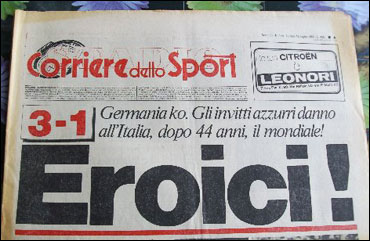 Corriere dello Sport
STADIO
CITROËN
LEONORI
3-1
Germania ko. Gli invitti azzurri danno
all'Italia, dopo 44 anni, il mondiale!
Eroici!